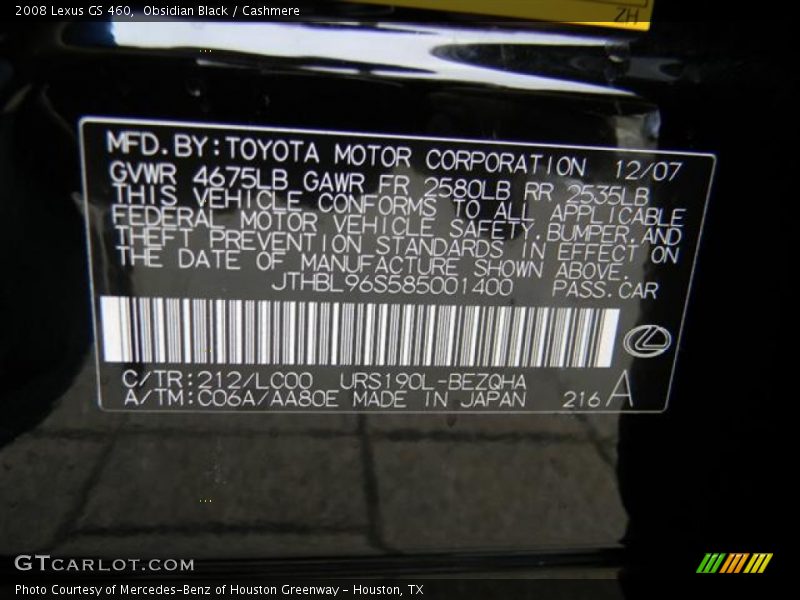 2008 Lexus GS 460, Obsidian Black / Cashmere
ZH
MFD. BY: TOYOTA MOTOR CORPORATION 12/07
GVWR 4675LB GAWR FR 2580LB RR 2535LB
THIS VEHICLE CONFORMS TO ALL APPLICABLE
FEDERAL MOTOR VEHICLE SAFETY, BUMPER, AND
THEFT PREVENTION STANDARDS IN EFFECT ON
THE DATE OF MANUFACTURE SHOWN ABOVE.
JTHBL96S585001400 PASS. CAR
C/TR: 212/LC00 URS190L-BEZQHA
A/TM: C06A/AA80E MADE IN JAPAN 216 A
GTCARLOT.COM
Photo Courtesy of Mercedes-Benz of Houston Greenway - Houston, TX